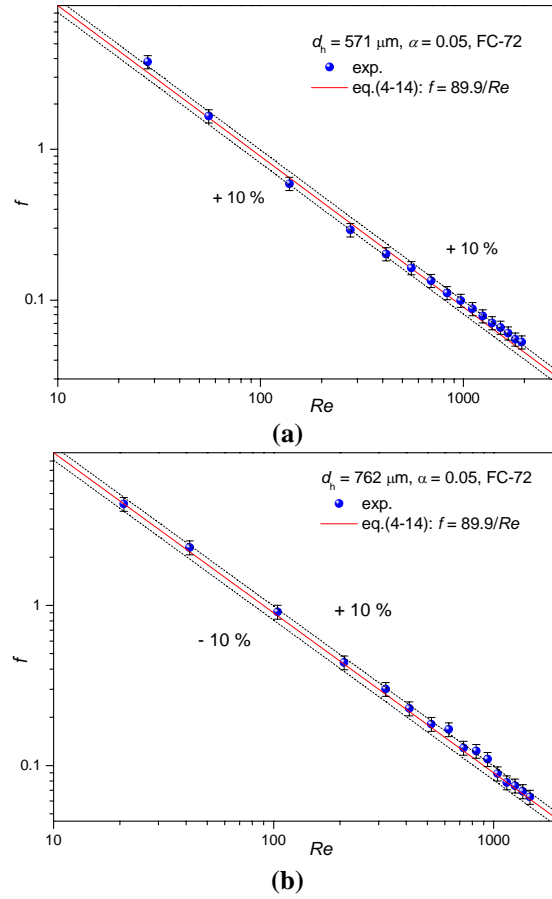 d_h = 571 μm, α = 0.05, FC-72
exp.
eq.(4-14): f = 89.9/Re
1
+ 10 %
+ 10 %
f
0.1
10
100
1000
Re
(a)
d_h = 762 μm, α = 0.05, FC-72
exp.
eq.(4-14): f = 89.9/Re
1
+ 10 %
- 10 %
f
0.1
10
100
1000
Re
(b)